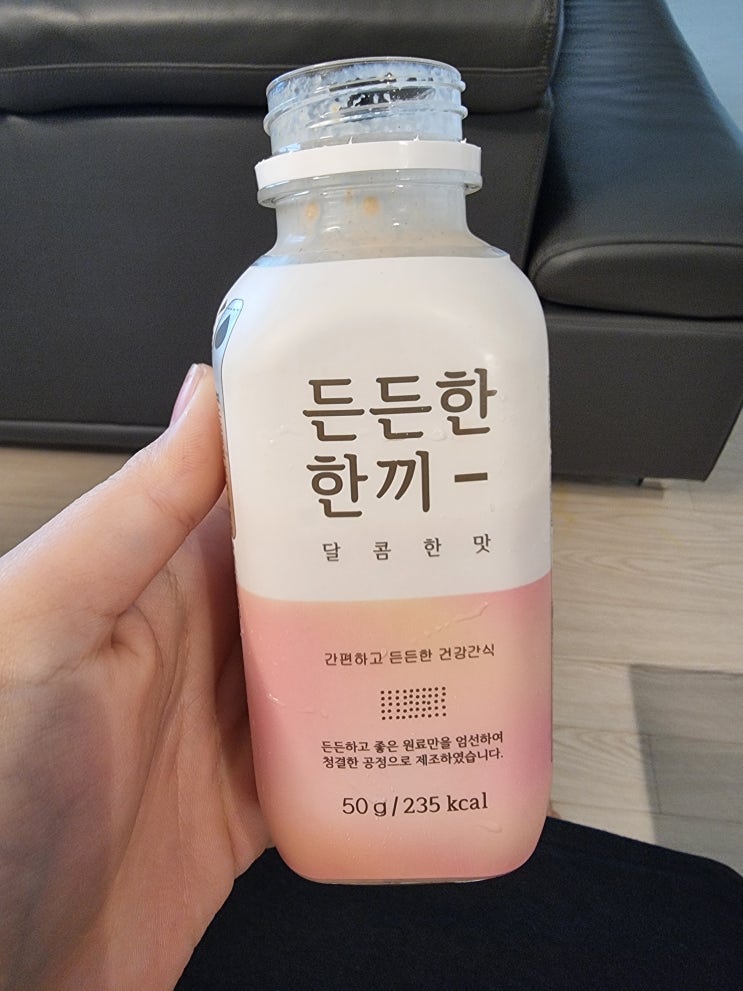 든든한
한끼-
달콤한맛
간편하고 든든한 건강간식
든든하고 좋은 원료만을 엄선하여
청결한 공정으로 제조하였습니다.
50g/235 kcal